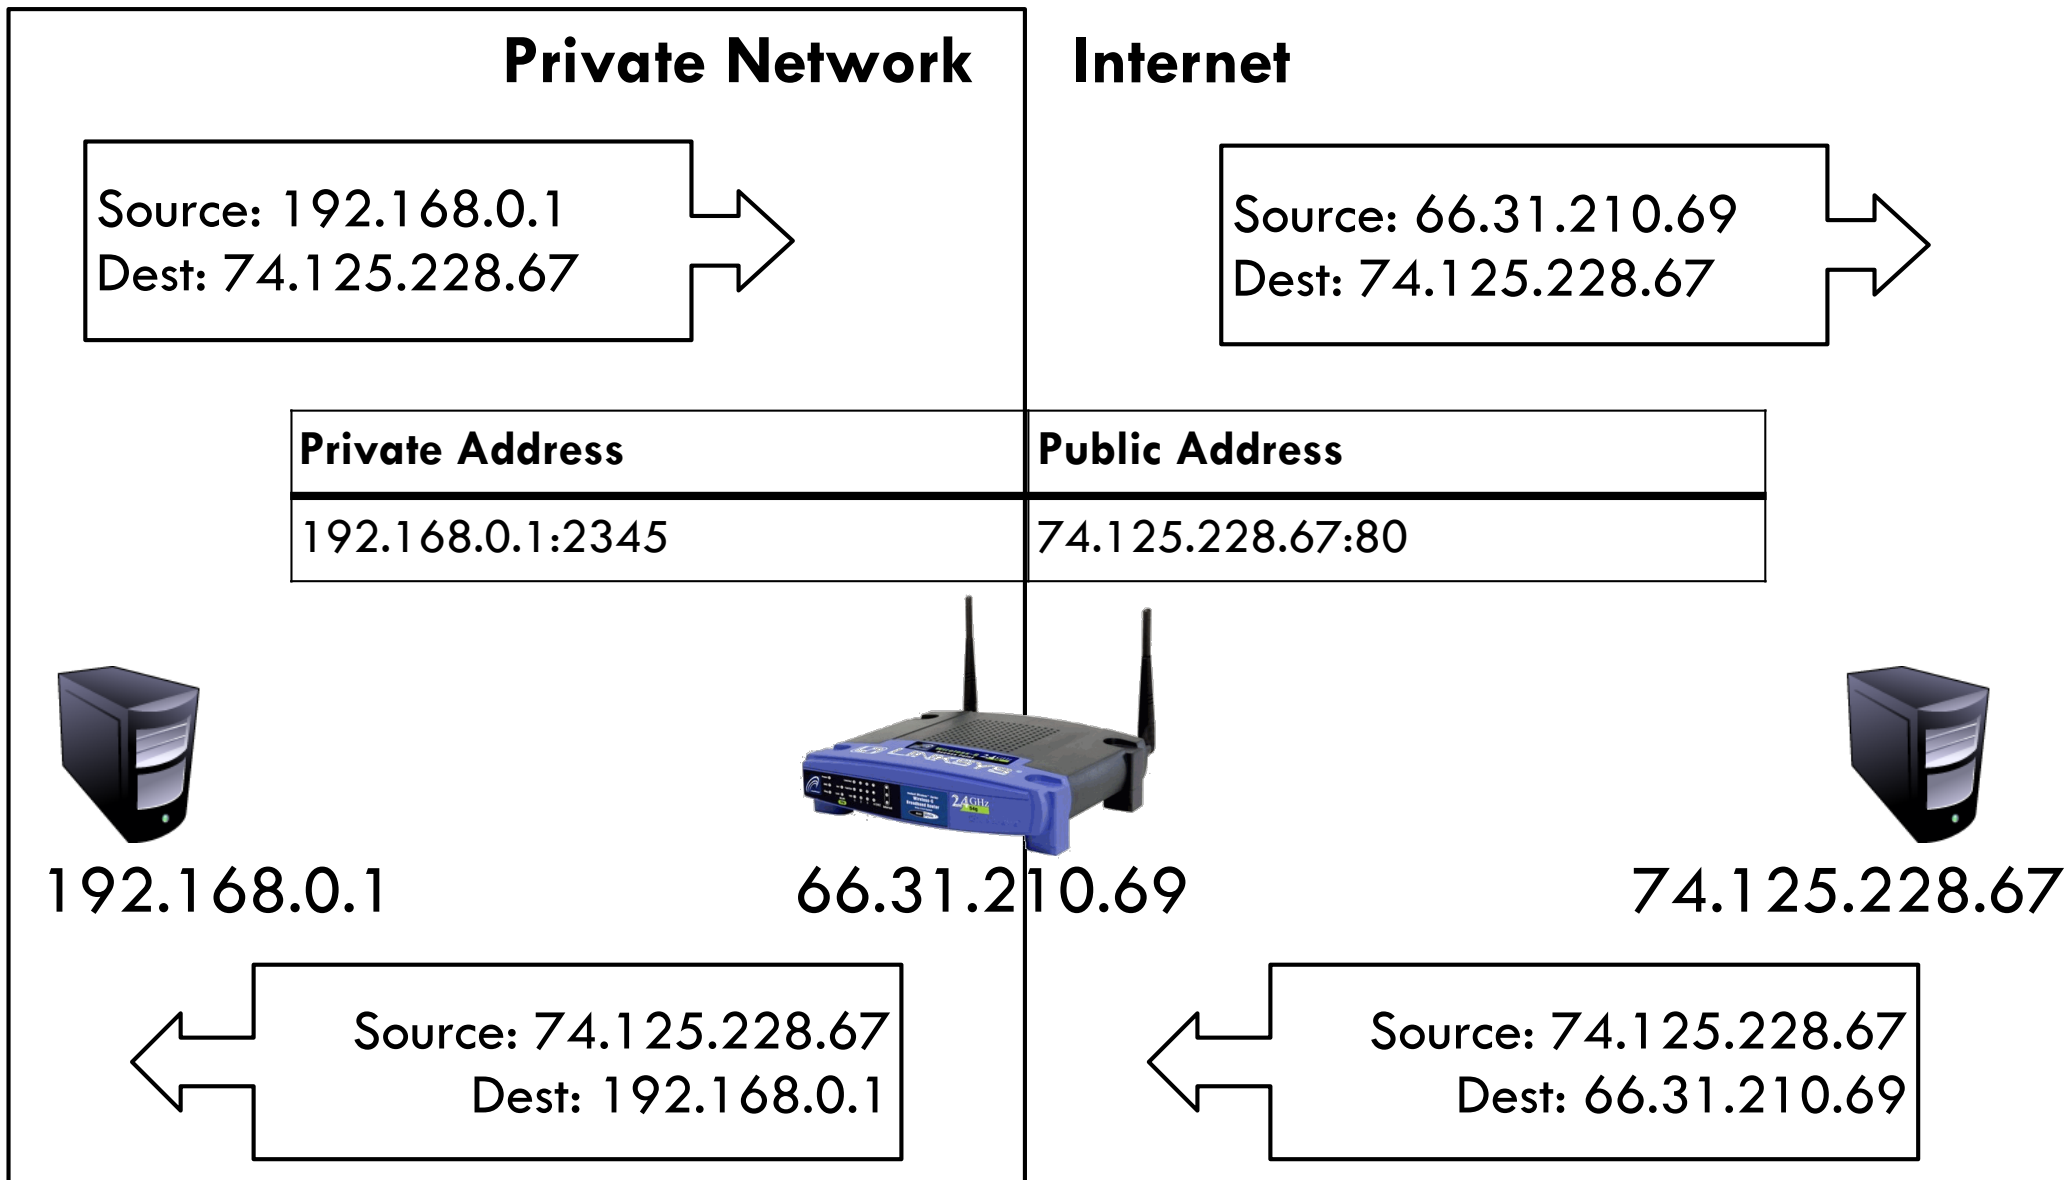 Private Network
Internet
Source: 192.168.0.1
Dest: 74.125.228.67
Source: 66.31.210.69
Dest: 74.125.228.67
Private Address
Public Address
192.168.0.1:2345
74.125.228.67:80
LINKSYS
2.4GHz
192.168.0.1
66.31.210.69
74.125.228.67
Source: 74.125.228.67
Dest: 192.168.0.1
Source: 74.125.228.67
Dest: 66.31.210.69